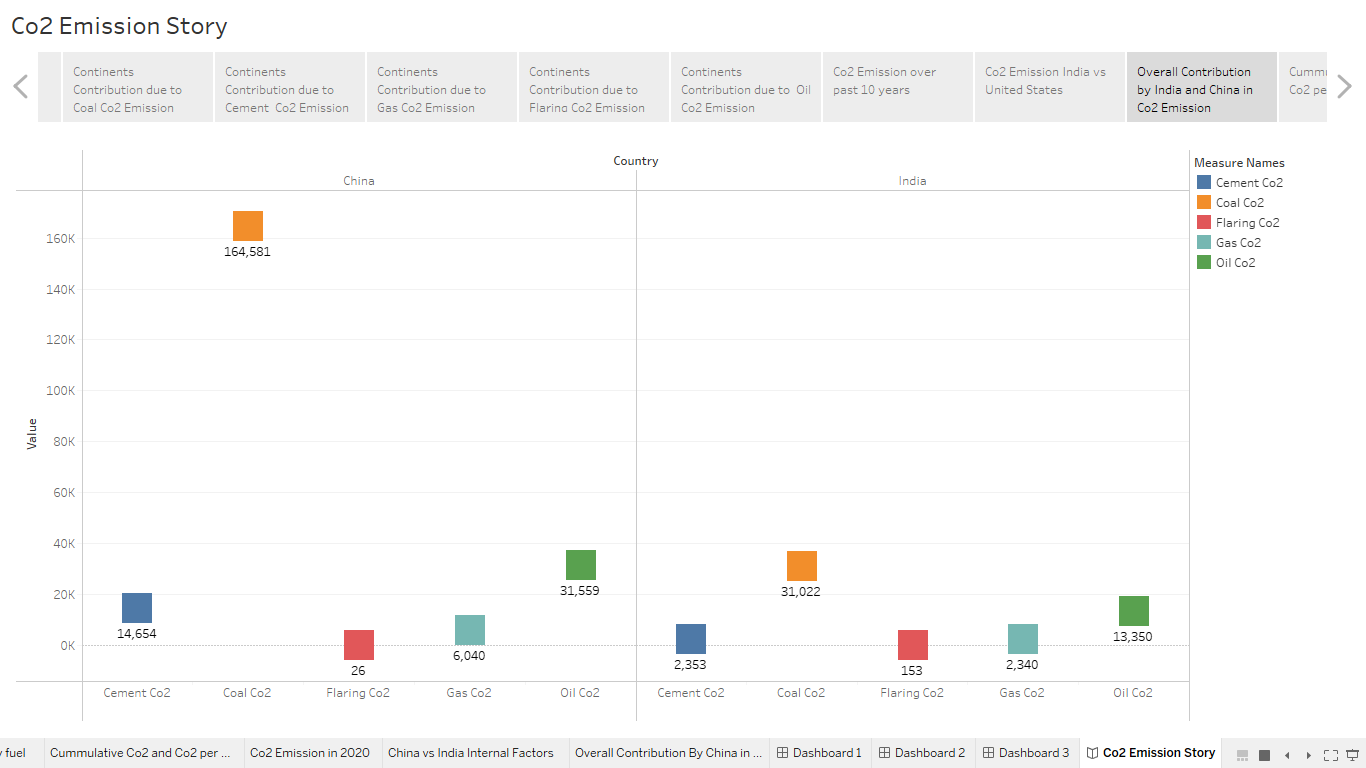 Co2 Emission Story
Continents
Contribution due to
Coal Co2 Emission
Continents
Contribution due to
Cement  Co2 Emission
Continents
Contribution due to
Gas Co2 Emission
Continents
Contribution due to
Flaring Co2 Emission
Continents
Contribution due to  Oil
Co2 Emission
Co2 Emission over
past 10 years
Co2 Emission India vs
United States
Overall Contribution
by India and China in
Co2 Emission
Cumm
Co2 pe
Country
China
India
Measure Names
Cement Co2
Coal Co2
Flaring Co2
Gas Co2
Oil Co2
Value
160K
140K
120K
100K
80K
60K
40K
20K
0K
164,581
14,654
26
6,040
31,559
31,022
2,353
153
2,340
13,350
Cement Co2
Coal Co2
Flaring Co2
Gas Co2
Oil Co2
Cement Co2
Coal Co2
Flaring Co2
Gas Co2
Oil Co2
y fuel
Cummulative Co2 and Co2 per ...
Co2 Emission in 2020
China vs India Internal Factors
Overall Contribution By China in ...
Dashboard 1
Dashboard 2
Dashboard 3
Co2 Emission Story